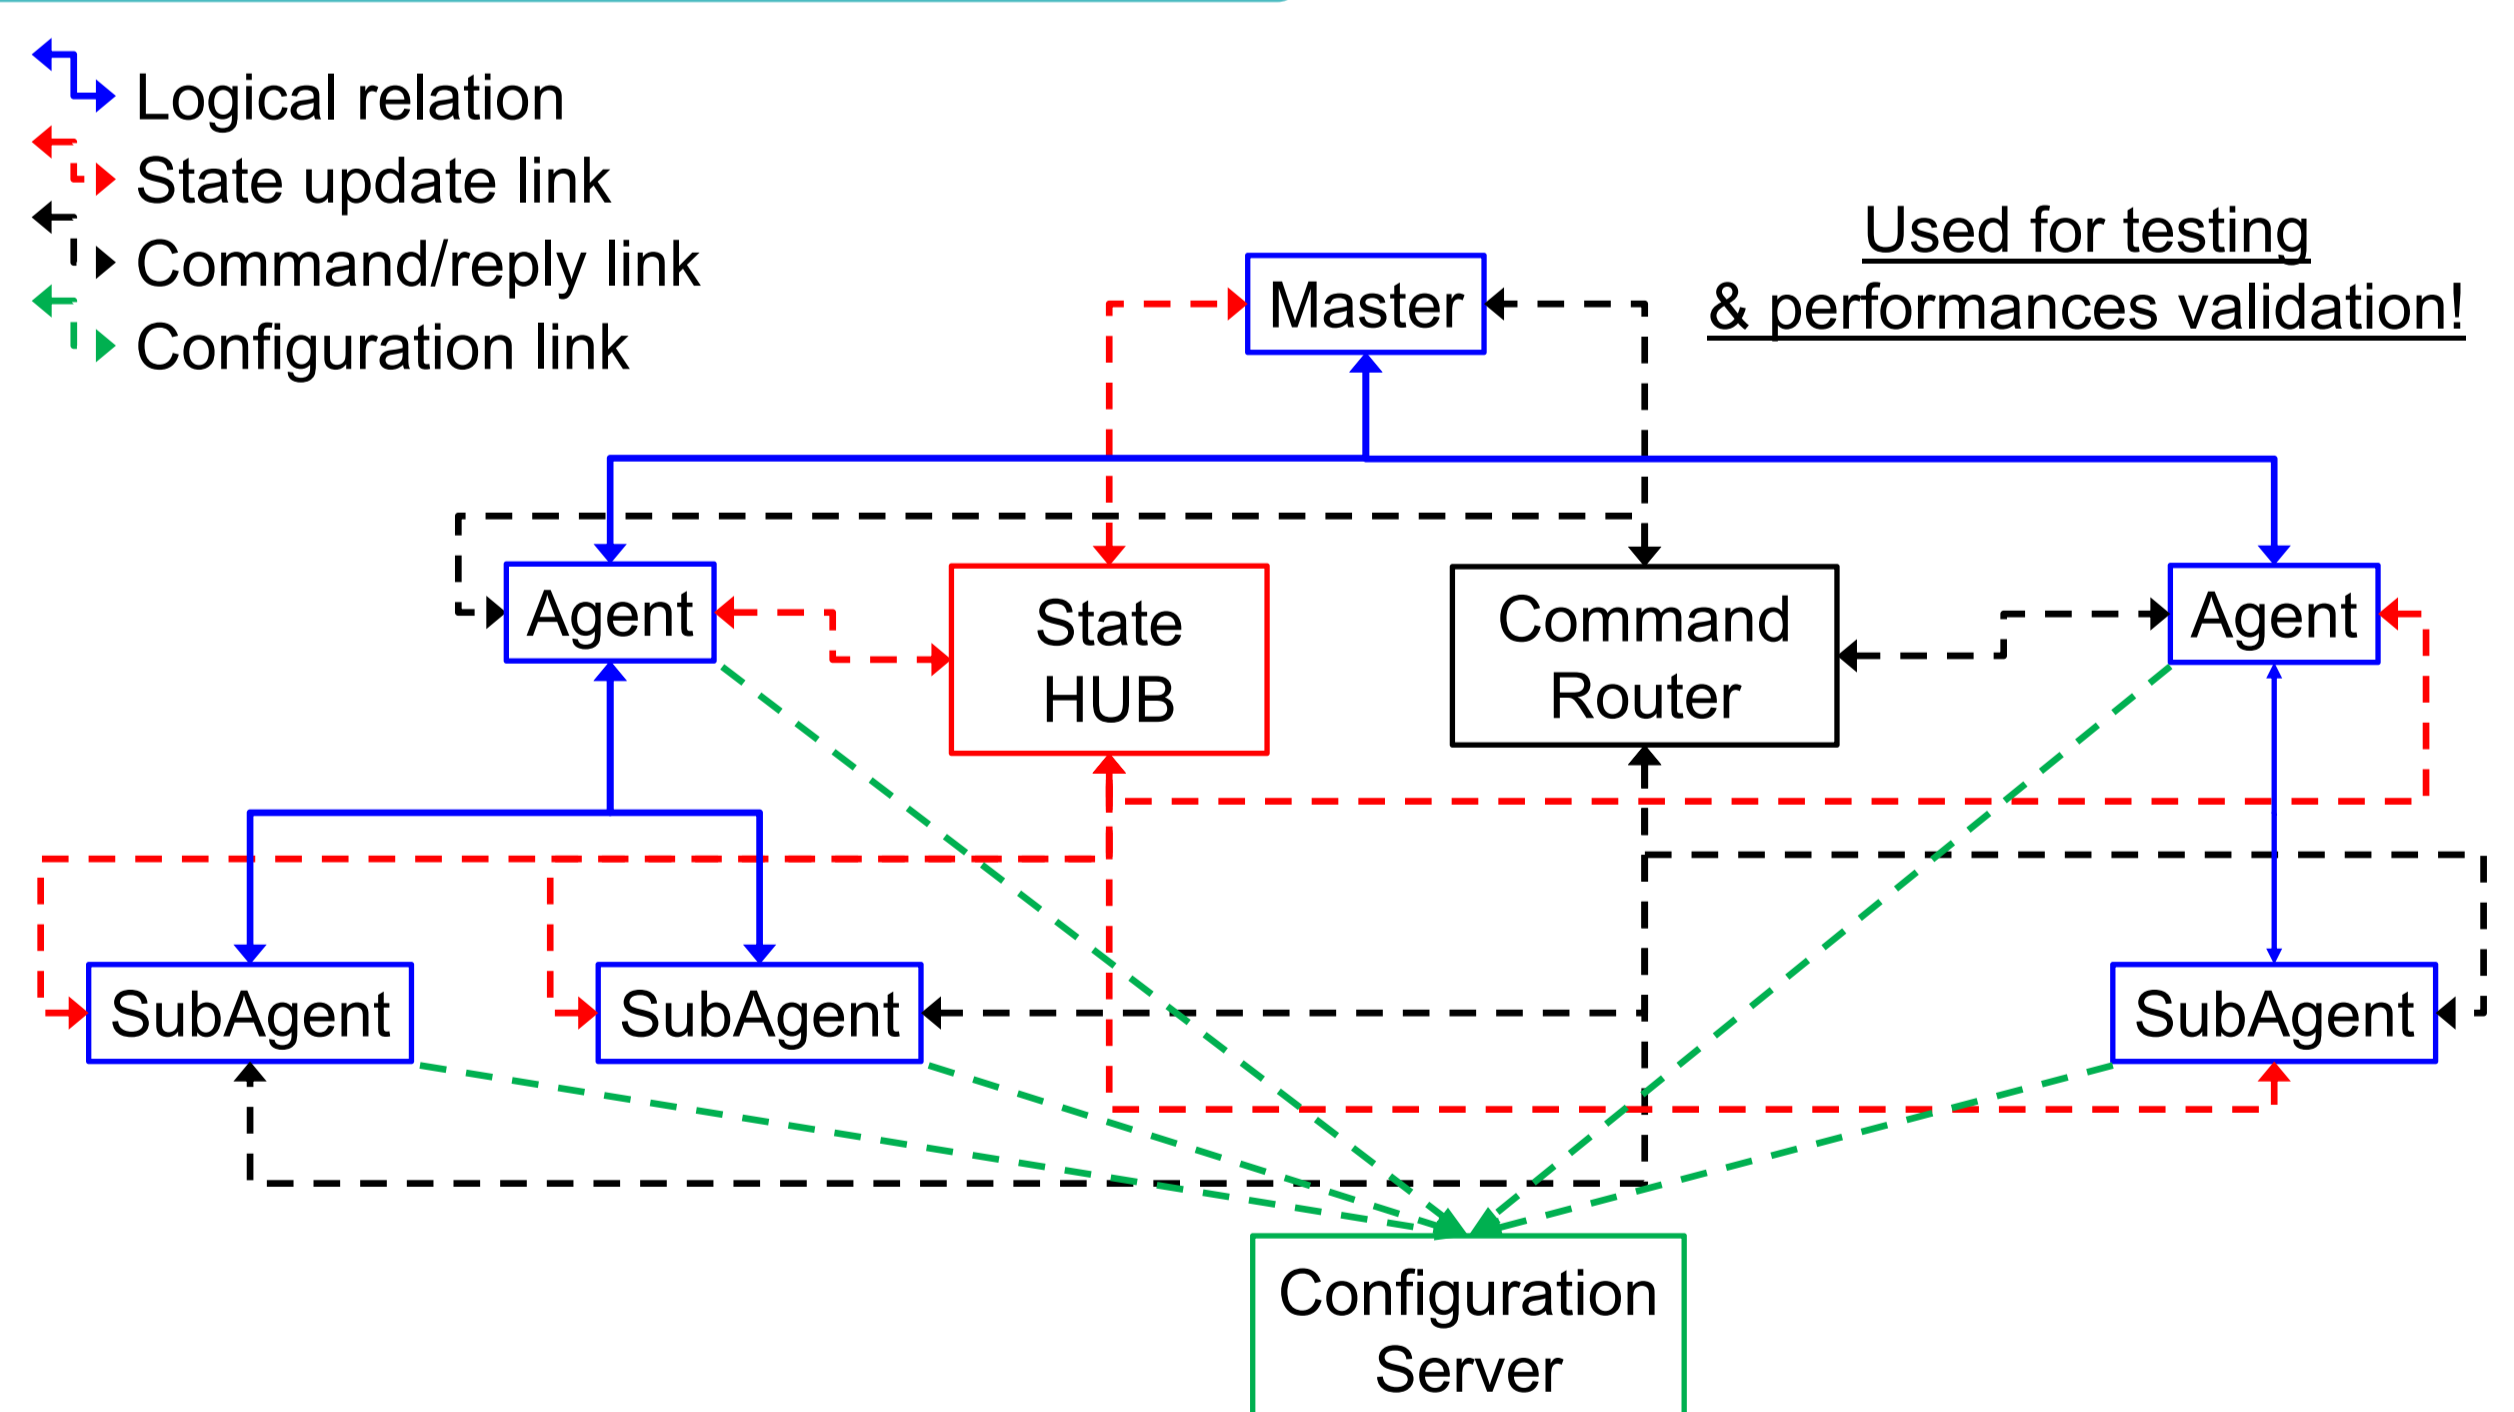 Logical relation
State update link
Command/reply link
Configuration link
Used for testing
& performances validation!
Master
Agent
State
HUB
Command
Router
Agent
SubAgent
SubAgent
SubAgent
Configuration
Server